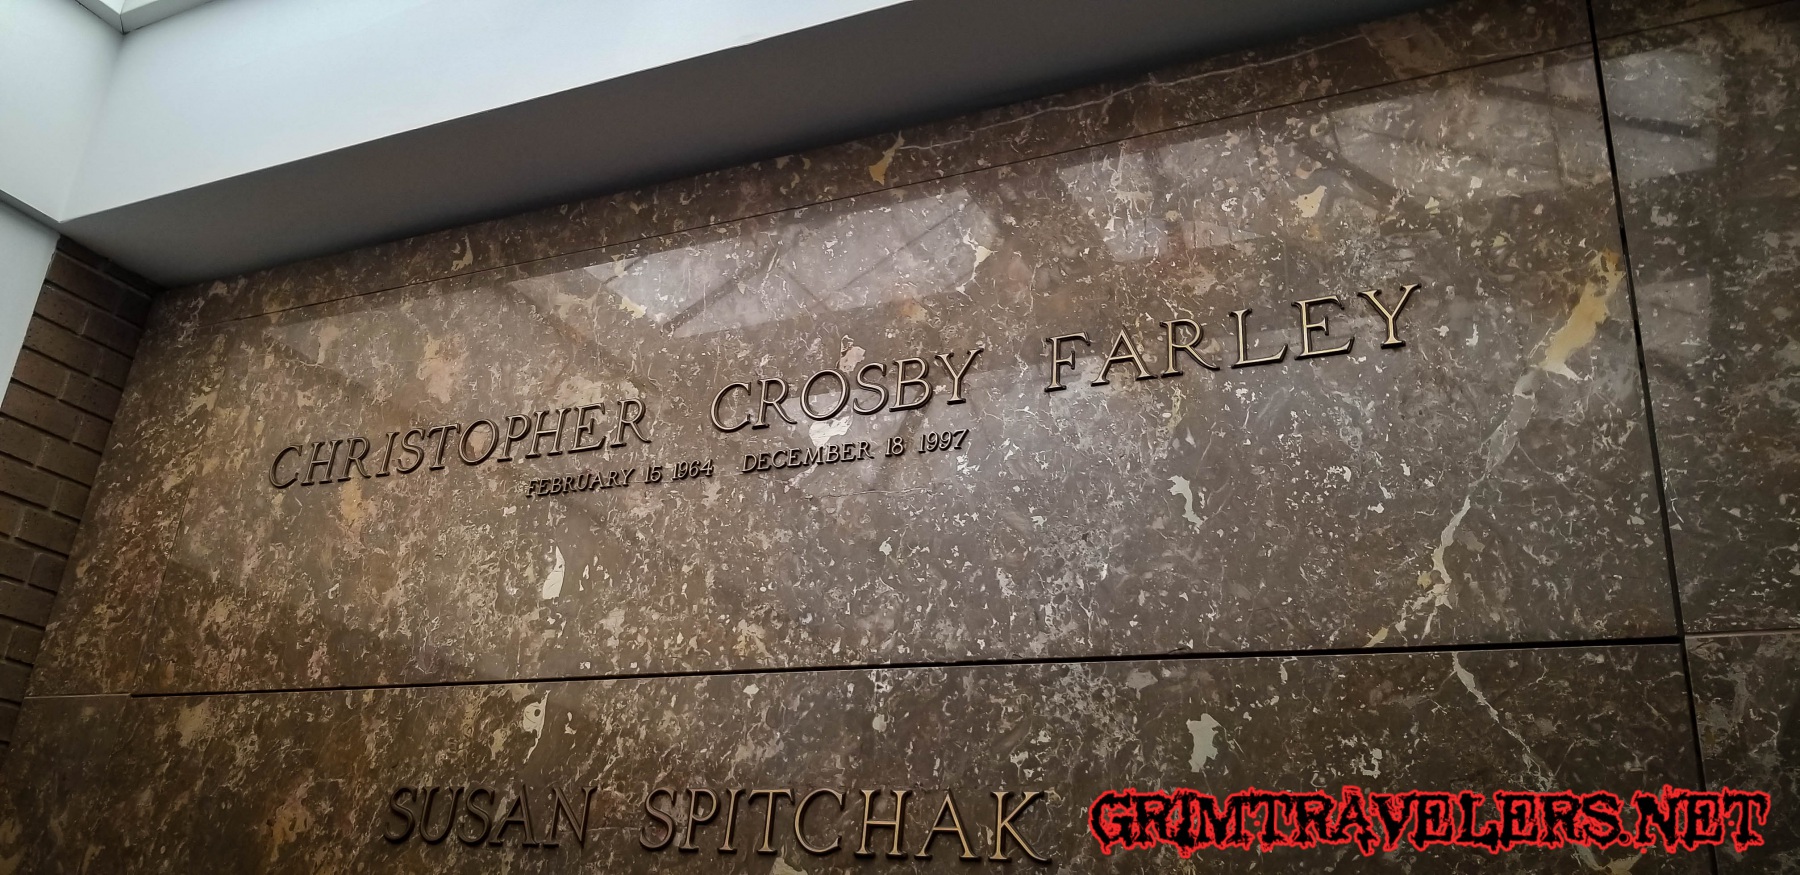 CHRISTOPHER CROSBY FARLEY
FEBRUARY 15 1964 DECEMBER 18 1997
SUSAN SPITCHAK
GRIMTRAVELERS.NET